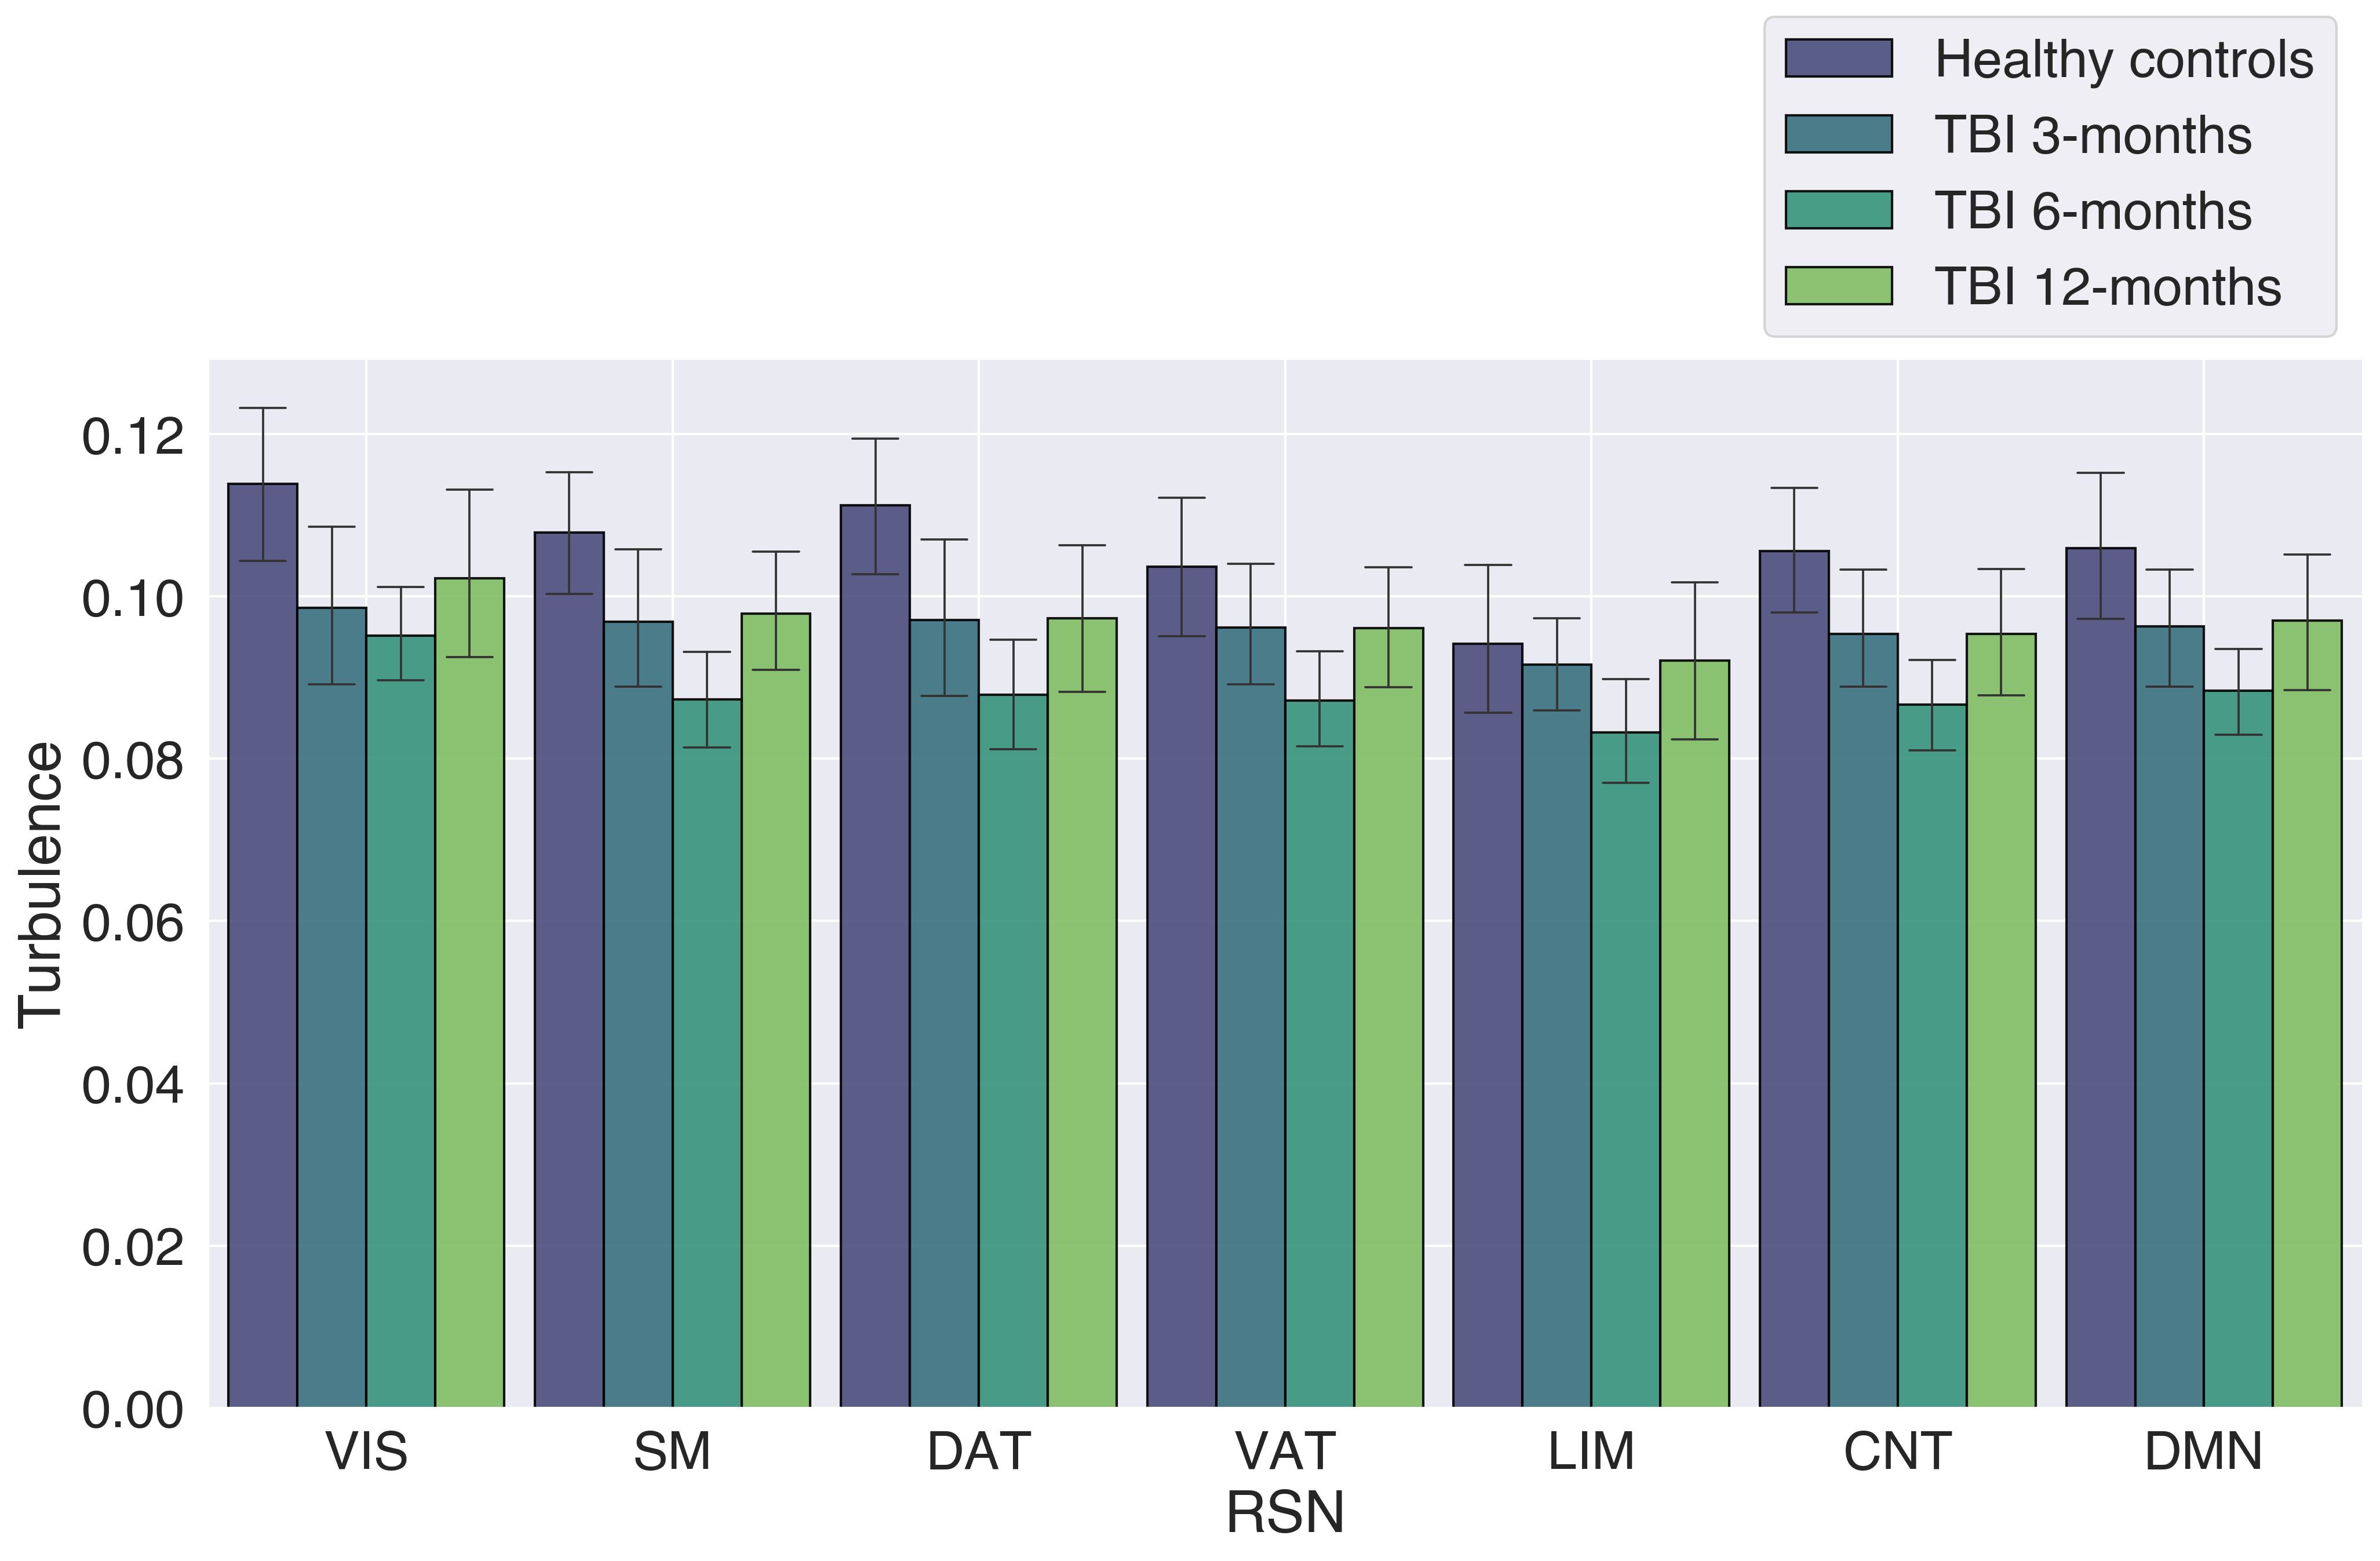 Healthy controls
TBI 3-months
TBI 6-months
TBI 12-months
0.12
0.10
0.08
0.06
0.04
0.02
0.00
Turbulence
VIS SM DAT VAT LIM CNT DMN
RSN